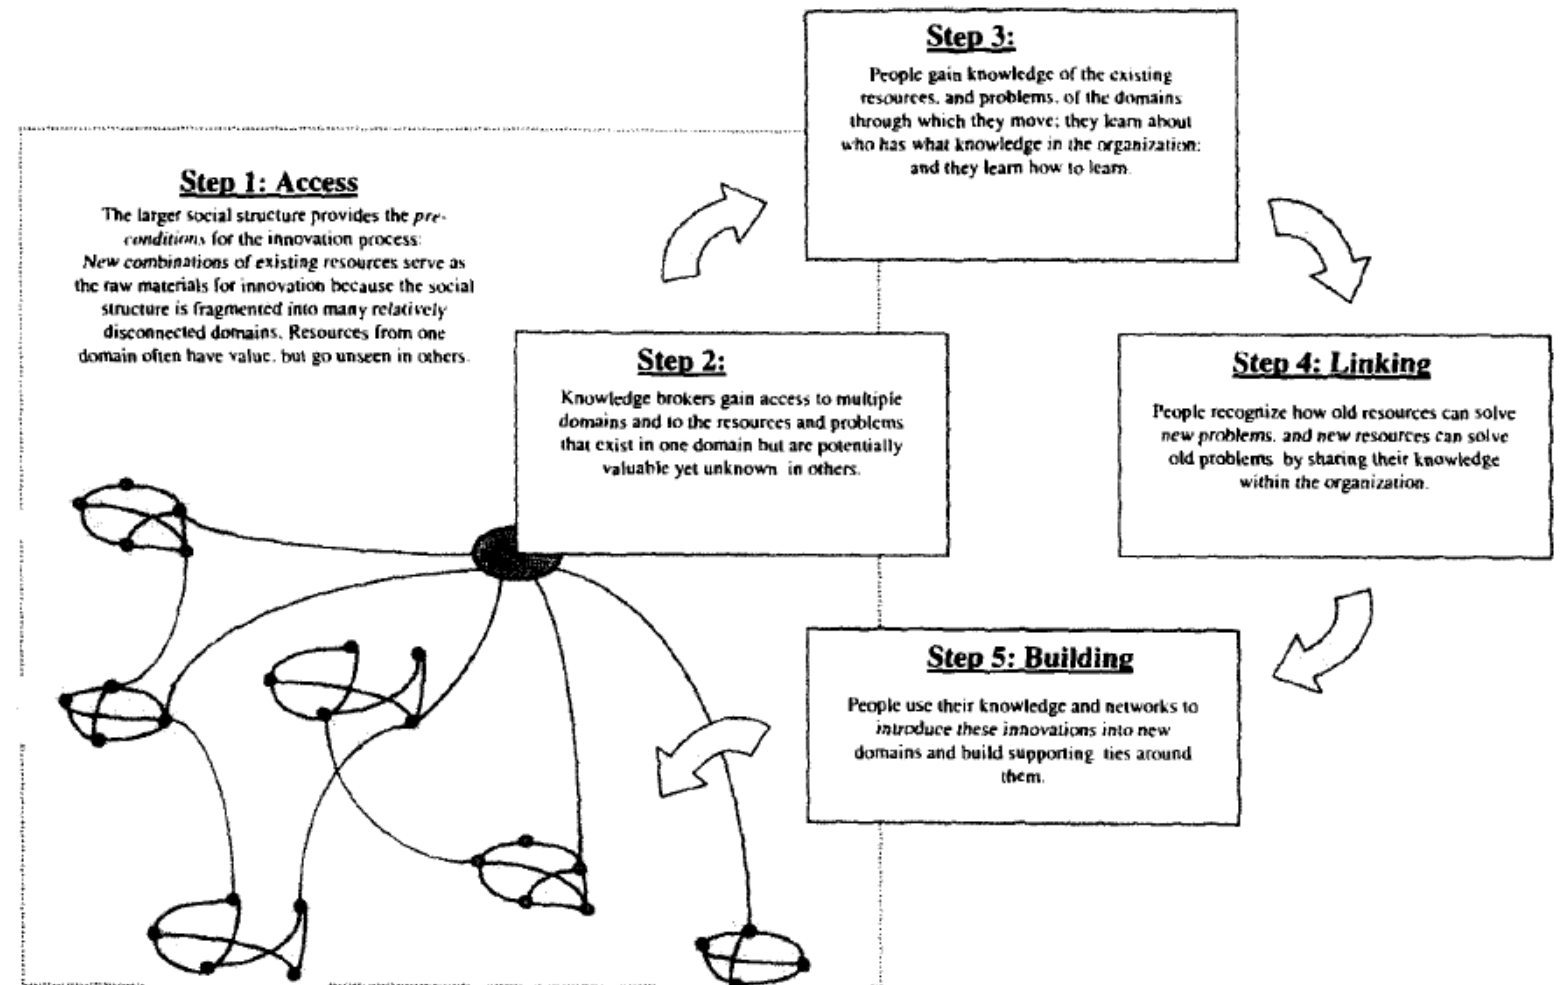 Step 1: Access
The larger social structure provides the pre-
conditions for the innovation process:
New combinations of existing resources serve as
the raw materials for innovation because the social
structure is fragmented into many relatively
disconnected domains. Resources from one
domain often have value, but go unseen in others.
Step 2:
Knowledge brokers gain access to multiple
domains and to the resources and problems
that exist in one domain but are potentially
valuable yet unknown in others.
Step 3:
People gain knowledge of the existing
resources, and problems, of the domains
through which they move; they learn about
who has what knowledge in the organization;
and they learn how to learn.
Step 4: Linking
People recognize how old resources can solve
new problems, and new resources can solve
old problems by sharing their knowledge
within the organization.
Step 5: Building
People use their knowledge and networks to
introduce these innovations into new
domains and build supporting ties around
them.